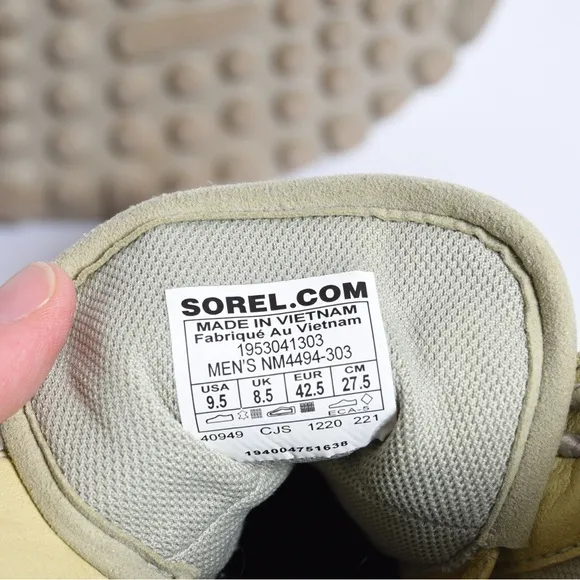 SOREL.COM
MADE IN VIETNAM
Fabriqué Au Vietnam
1953041303
MEN'S NM4494-303
USA UK EUR CM
9.5 8.5 42.5 27.5
ECA-5
40949 CJS 1220 221
194004751638